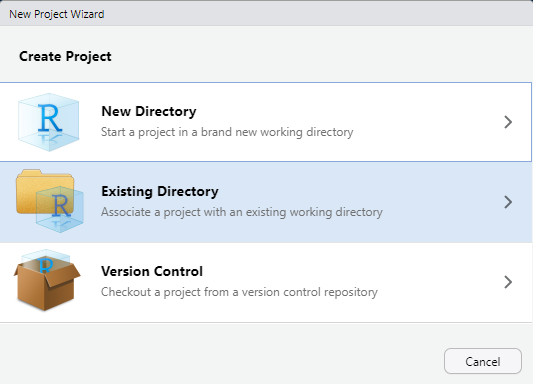 New Project Wizard
Create Project
New Directory
Start a project in a brand new working directory
Existing Directory
Associate a project with an existing working directory
Version Control
Checkout a project from a version control repository
Cancel